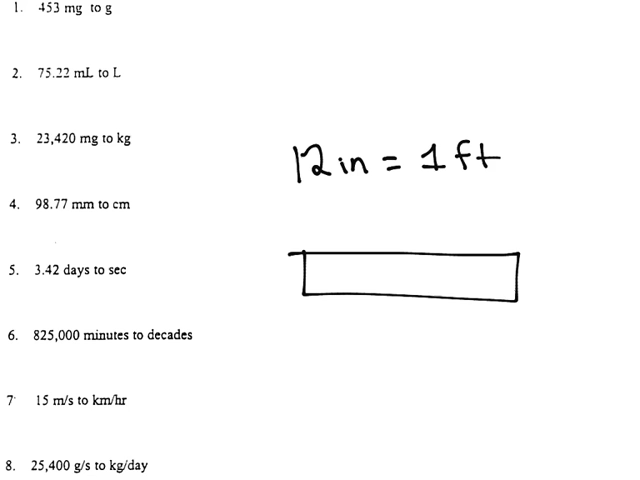 1. 453 mg to g
2. 75.22 mL to L
3. 23,420 mg to kg
12 in = 1 ft
4. 98.77 mm to cm
5. 3.42 days to sec
6. 825,000 minutes to decades
7 15 m/s to km/hr
8. 25,400 g/s to kg/day